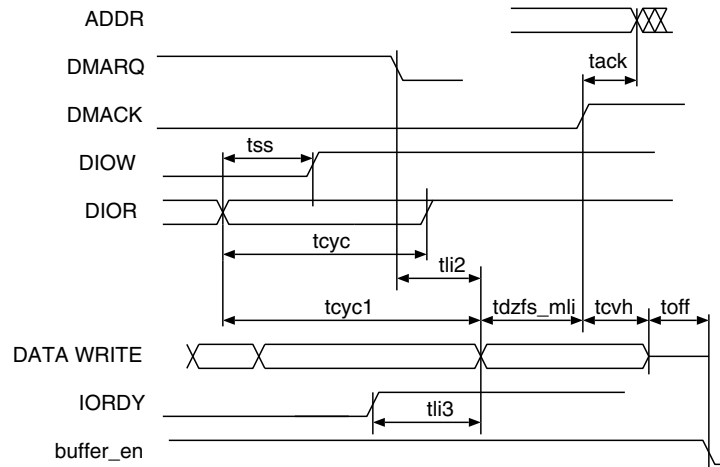 ADDR
DMARQ
tack
DMACK
tss
DIOW
DIOR
tcyc
tli2
tcyc1
tdzfs_mli
tcvh
toff
DATA WRITE
IORDY
tli3
buffer_en